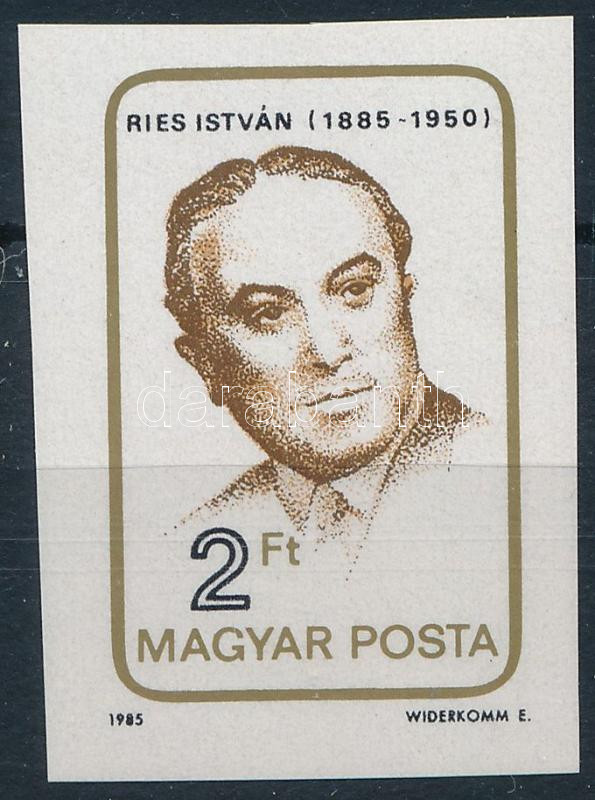 RIES ISTVÁN (1885-1950)
darabanth
2 Ft
MAGYAR POSTA
1985 WIDERKOMM E.